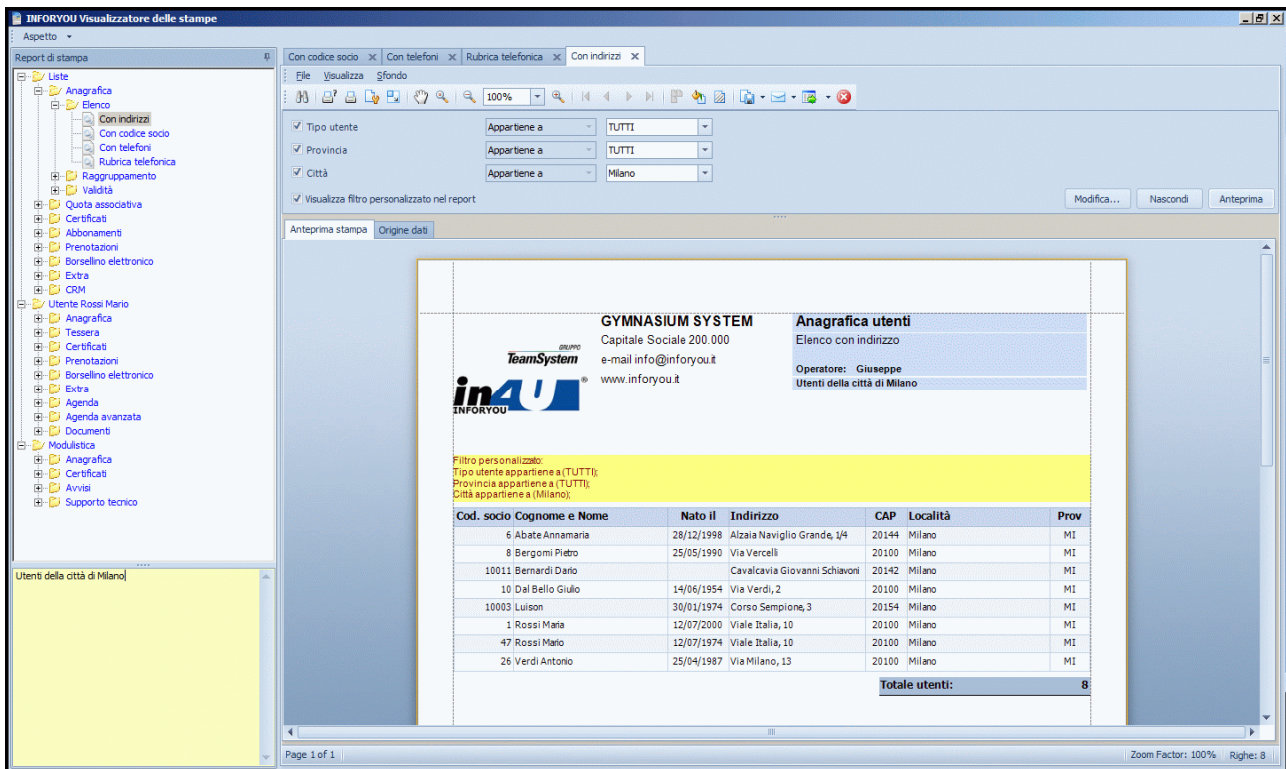 INFORYOU Visualizzatore delle stampe
Aspetto
Report di stampa
Liste
Anagrafica
Elenco
Con indirizzi
Con codice socio
Con telefoni
Rubrica telefonica
Raggruppamento
Validità
Quota associativa
Certificati
Abbonamenti
Prenotazioni
Borsellino elettronico
Extra
CRM
Utente Rossi Mario
Anagrafica
Tessera
Certificati
Prenotazioni
Borsellino elettronico
Extra
Agenda
Agenda avanzata
Documenti
Modulistica
Anagrafica
Certificati
Avvisi
Supporto tecnico
Utenti della città di Milano
Con codice socio Con telefoni Rubrica telefonica Con indirizzi
File Visualizza Sfondo
100%
Tipo utente Appartiene a TUTTI
Provincia Appartiene a TUTTI
Città Appartiene a Milano
Visualizza filtro personalizzato nel report Modifica... Nascondi Anteprima
Anteprima stampa Origine dati
GRUPPO
TeamSystem
in4U ®
INFORYOU
GYMNASIUM SYSTEM
Capitale Sociale 200.000
e-mail info@inforyou.it
www.inforyou.it
Anagrafica utenti
Elenco con indirizzo
Operatore: Giuseppe
Utenti della città di Milano
Filtro personalizzato:
Tipo utente appartiene a (TUTTI);
Provincia appartiene a (TUTTI);
Città appartiene a (Milano);
Cod. socio Cognome e Nome Nato il Indirizzo CAP Località Prov
6 Abate Annamaria 28/12/1998 Alzaia Naviglio Grande, 1/4 20144 Milano MI
8 Bergomi Pietro 25/05/1990 Via Vercelli 20100 Milano MI
10011 Bernardi Dario Cavalcavia Giovanni Schiavoni 20142 Milano MI
10 Dal Bello Giulio 14/06/1954 Via Verdi, 2 20100 Milano MI
10003 Luison 30/01/1974 Corso Sempione, 3 20154 Milano MI
1 Rossi Maria 12/07/2000 Viale Italia, 10 20100 Milano MI
47 Rossi Mario 12/07/1974 Viale Italia, 10 20100 Milano MI
26 Verdi Antonio 25/04/1987 Via Milano, 13 20100 Milano MI
Totale utenti: 8
Page 1 of 1 Zoom Factor: 100% Righe: 8